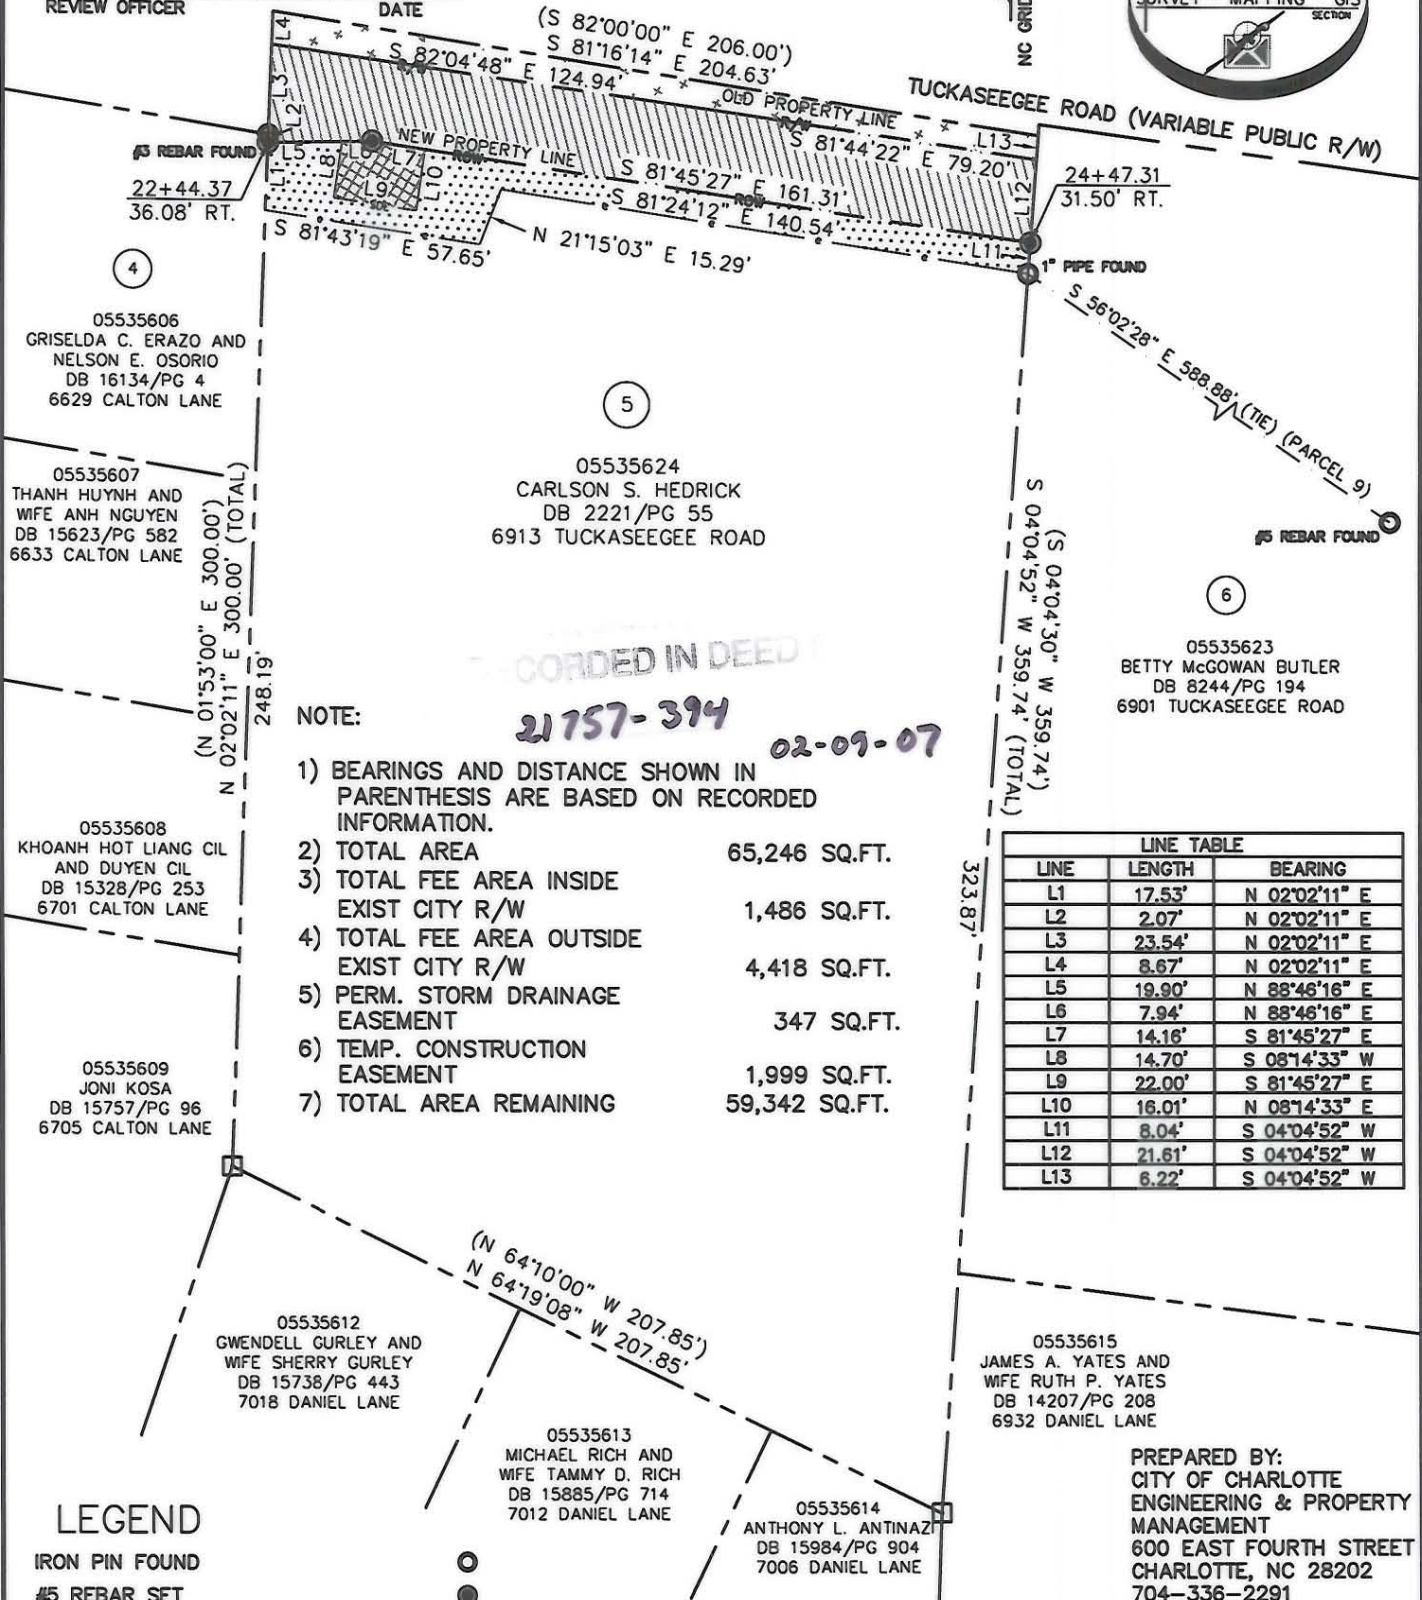 REVIEW OFFICER
DATE
NC GRID
SURVEY MAPPING GIS
SECTION
(S 82°00'00" E 206.00')
S 81°16'14" E 204.63'
S 82°04'48" E 124.94'
R/W
OLD PROPERTY LINE
R/W
TUCKASEEGEE ROAD (VARIABLE PUBLIC R/W)
L13
S 81°44'22" E 79.20'
L4
L3
L2
#3 REBAR FOUND
L5
L6
L7
L8
L1
L9
L10
SDE
NEW PROPERTY LINE
ROW
S 81°45'27" E 161.31'
ROW
S 81°24'12" E 140.54'
L12
L11
22+44.37
36.08' RT.
24+47.31
31.50' RT.
S 81°43'19" E 57.65'
N 21°15'03" E 15.29'
1" PIPE FOUND
S 56°02'28" E 588.88' (TIE) (PARCEL 9)
#5 REBAR FOUND
4
05535606
GRISELDA C. ERAZO AND
NELSON E. OSORIO
DB 16134/PG 4
6629 CALTON LANE
5
05535624
CARLSON S. HEDRICK
DB 2221/PG 55
6913 TUCKASEEGEE ROAD
05535607
THANH HUYNH AND
WIFE ANH NGUYEN
DB 15623/PG 582
6633 CALTON LANE
(N 01°53'00" E 300.00')
N 02°02'11" E 300.00' (TOTAL)
248.19'
(S 04°04'30" W 359.74')
S 04°04'52" W 359.74' (TOTAL)
323.87'
6
05535623
BETTY McGOWAN BUTLER
DB 8244/PG 194
6901 TUCKASEEGEE ROAD
CORDED IN DEED
21757-394
02-09-07
NOTE:
1) BEARINGS AND DISTANCE SHOWN IN
PARENTHESIS ARE BASED ON RECORDED
INFORMATION.
2) TOTAL AREA 65,246 SQ.FT.
3) TOTAL FEE AREA INSIDE
EXIST CITY R/W 1,486 SQ.FT.
4) TOTAL FEE AREA OUTSIDE
EXIST CITY R/W 4,418 SQ.FT.
5) PERM. STORM DRAINAGE
EASEMENT 347 SQ.FT.
6) TEMP. CONSTRUCTION
EASEMENT 1,999 SQ.FT.
7) TOTAL AREA REMAINING 59,342 SQ.FT.
LINE TABLE
LINE LENGTH BEARING
L1 17.53' N 02°02'11" E
L2 2.07' N 02°02'11" E
L3 23.54' N 02°02'11" E
L4 8.67' N 02°02'11" E
L5 19.90' N 88°46'16" E
L6 7.94' N 88°46'16" E
L7 14.16' S 81°45'27" E
L8 14.70' S 08°14'33" W
L9 22.00' S 81°45'27" E
L10 16.01' N 08°14'33" E
L11 8.04' S 04°04'52" W
L12 21.61' S 04°04'52" W
L13 6.22' S 04°04'52" W
05535608
KHOANH HOT LIANG CIL
AND DUYEN CIL
DB 15328/PG 253
6701 CALTON LANE
05535609
JONI KOSA
DB 15757/PG 96
6705 CALTON LANE
(N 64°10'00" W 207.85')
N 64°19'08" W 207.85'
05535612
GWENDELL GURLEY AND
WIFE SHERRY GURLEY
DB 15738/PG 443
7018 DANIEL LANE
05535613
MICHAEL RICH AND
WIFE TAMMY D. RICH
DB 15885/PG 714
7012 DANIEL LANE
05535614
ANTHONY L. ANTINAZI
DB 15984/PG 904
7006 DANIEL LANE
05535615
JAMES A. YATES AND
WIFE RUTH P. YATES
DB 14207/PG 208
6932 DANIEL LANE
PREPARED BY:
CITY OF CHARLOTTE
ENGINEERING & PROPERTY
MANAGEMENT
600 EAST FOURTH STREET
CHARLOTTE, NC 28202
704-336-2291
LEGEND
IRON PIN FOUND
#5 REBAR SET